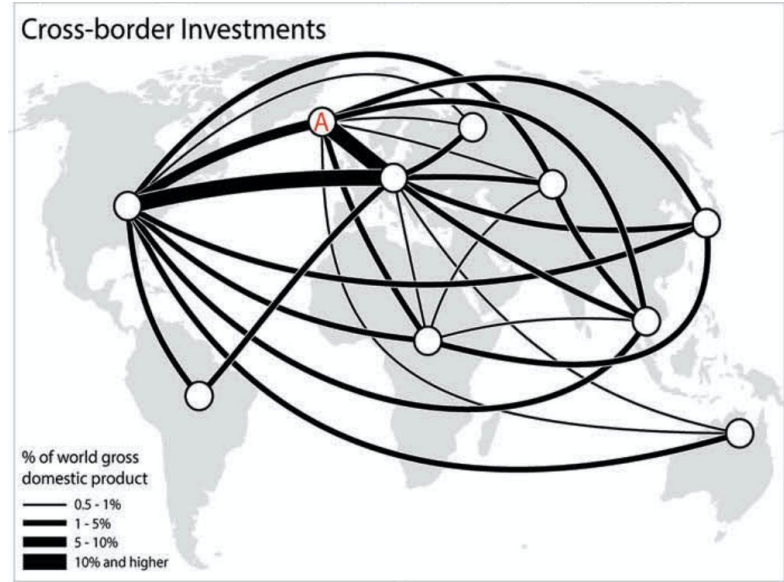 Cross-border Investments
A
% of world gross
domestic product
0.5 - 1%
1 - 5%
5 - 10%
10% and higher